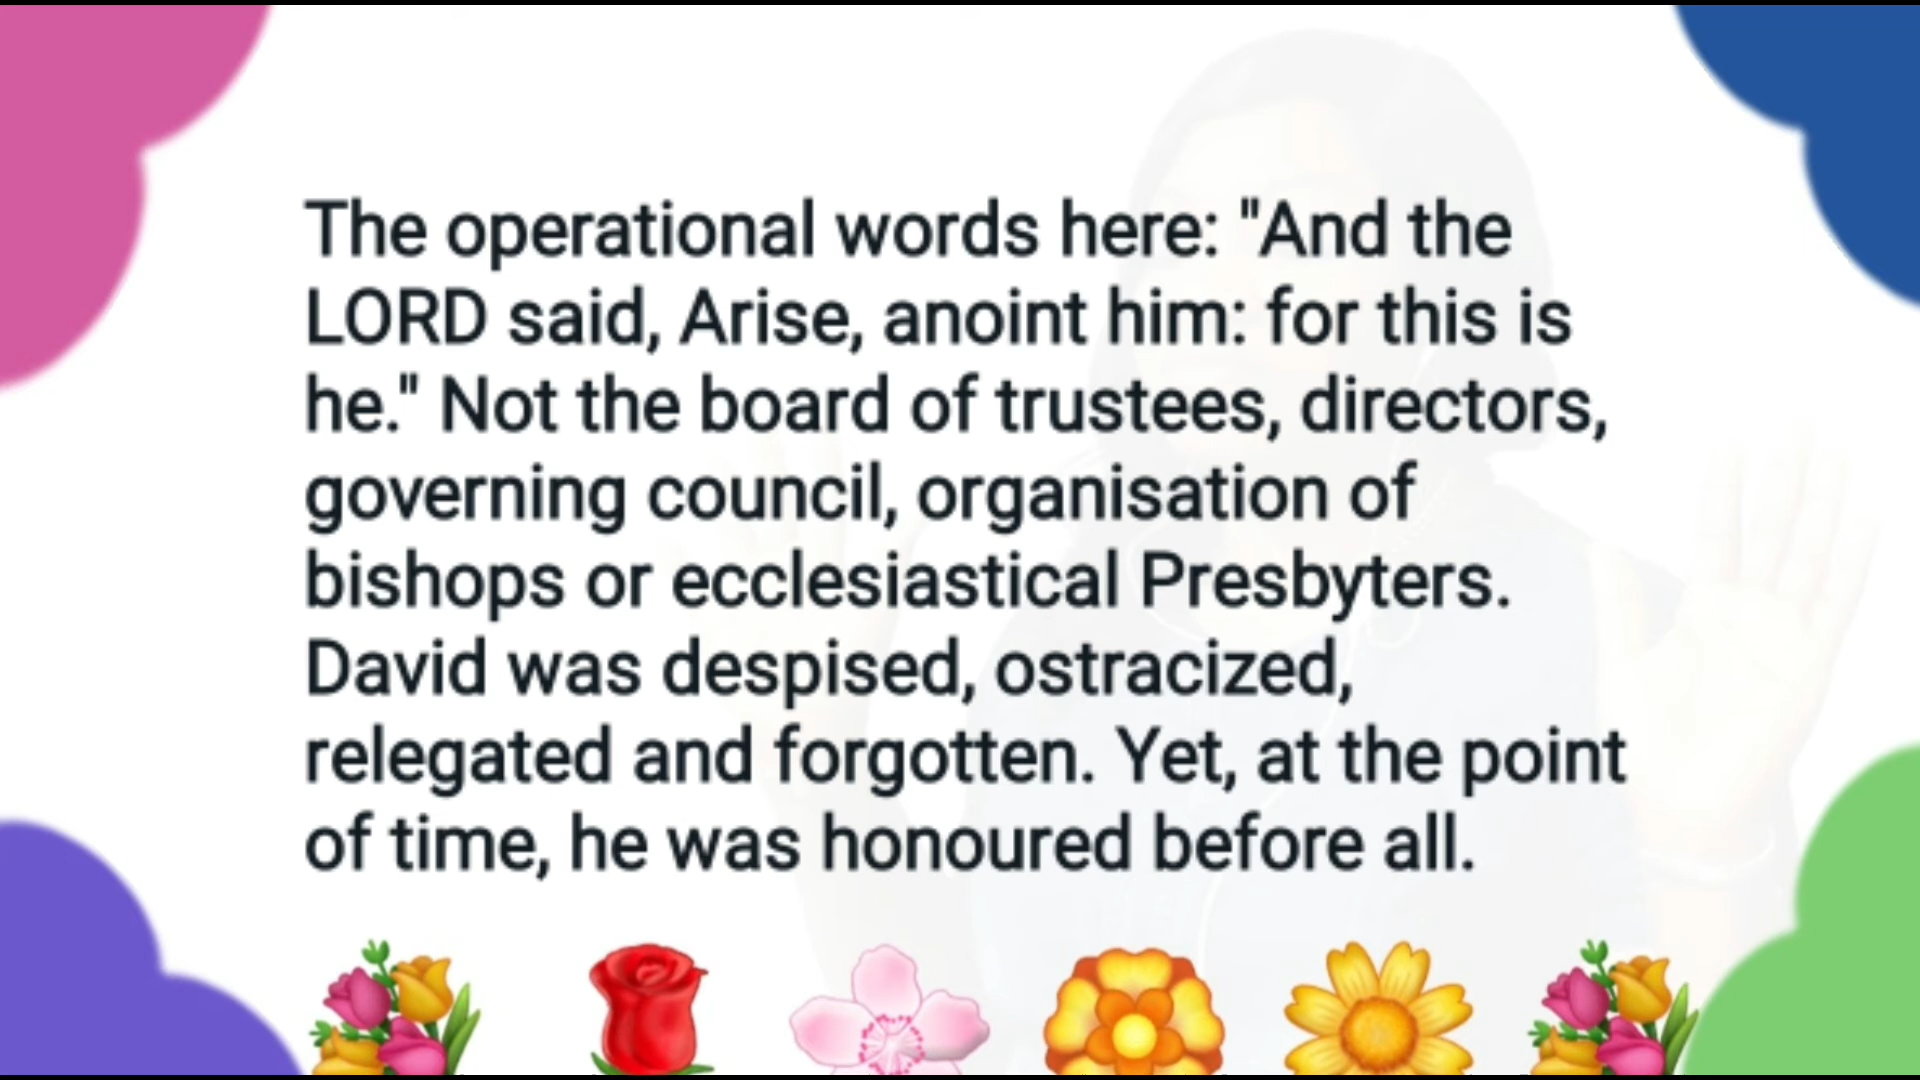 The operational words here: "And the
LORD said, Arise, anoint him: for this is
he." Not the board of trustees, directors,
governing council, organisation of
bishops or ecclesiastical Presbyters.
David was despised, ostracized,
relegated and forgotten. Yet, at the point
of time, he was honoured before all.